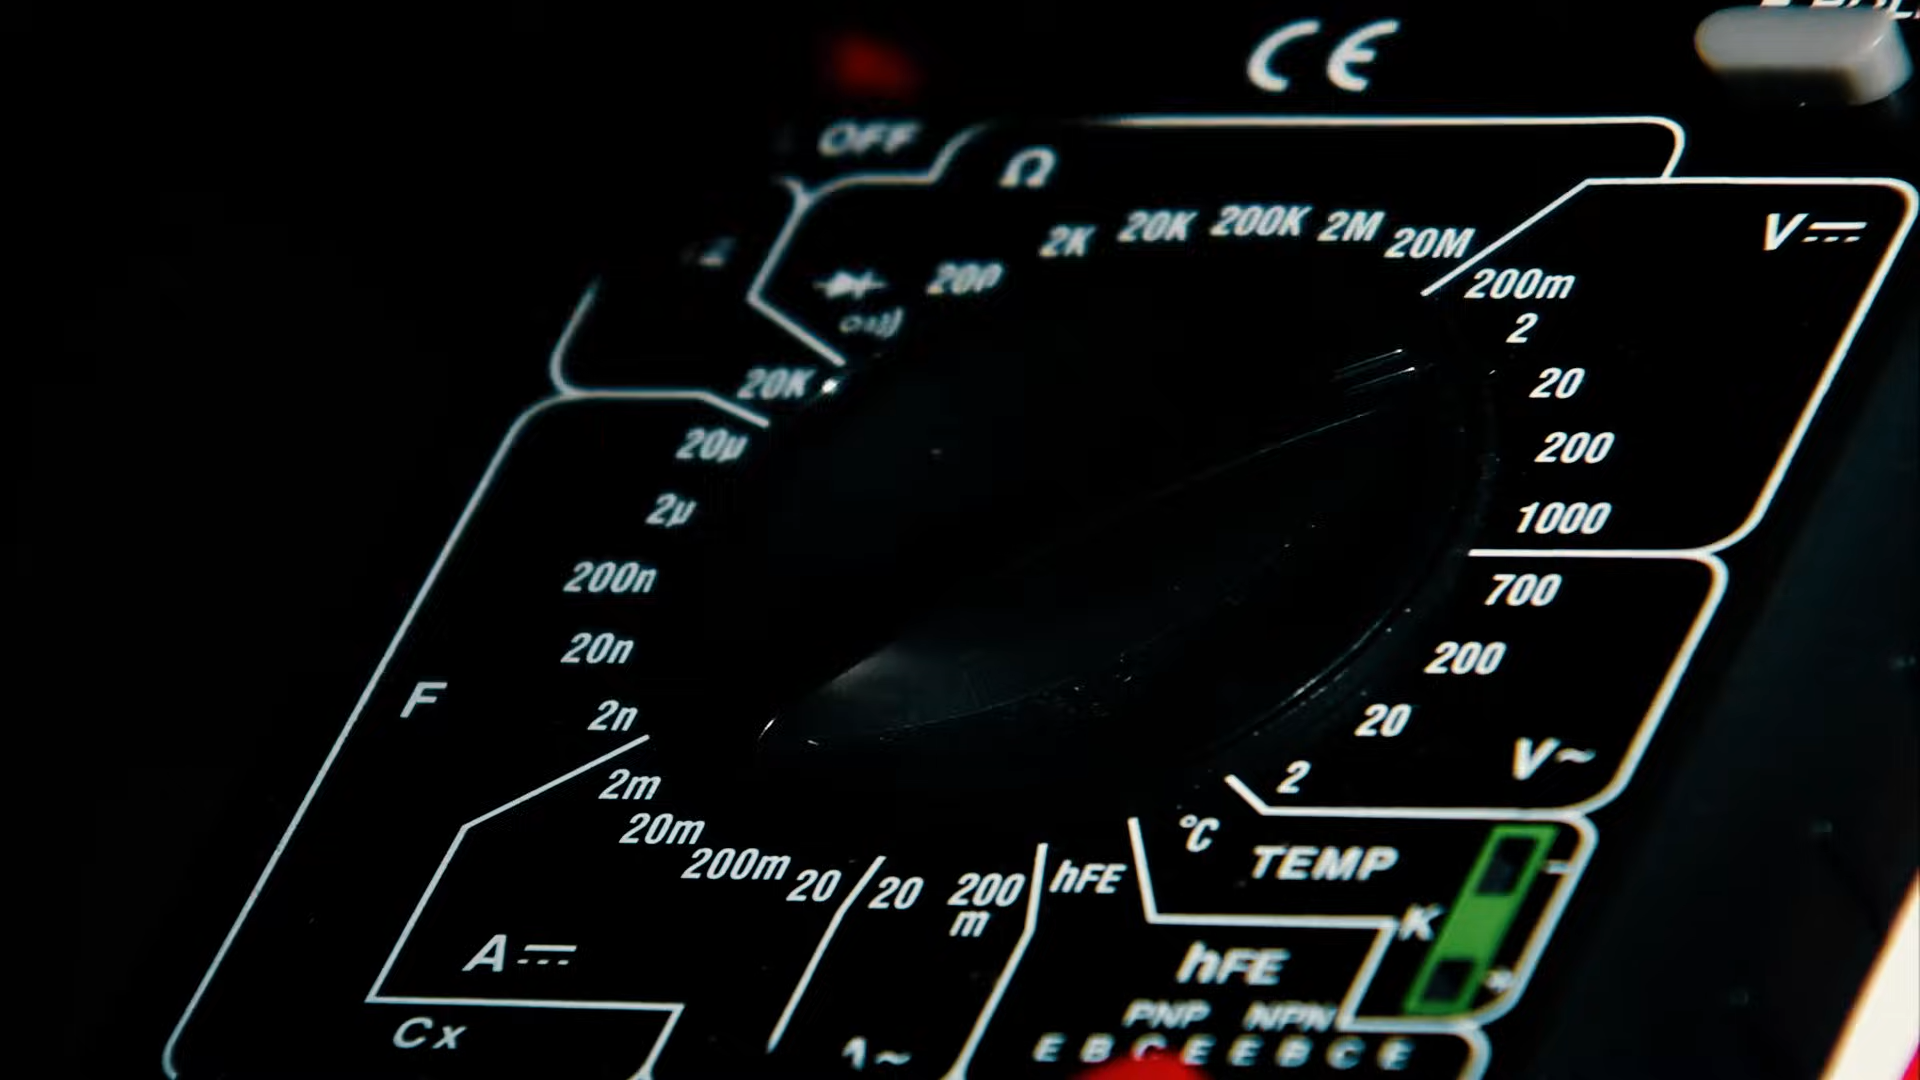 CE
OFF
Ω
2K 20K 200K 2M 20M
V
200
200m
2
20K
20
20μ
200
2μ
1000
200n
700
20n
200
F
2n
20
V~
2m
2
20m
°C
TEMP
200m 20 20 200m hFE
K
A
hFE
PNP NPN
Cx
E B C E E B C E